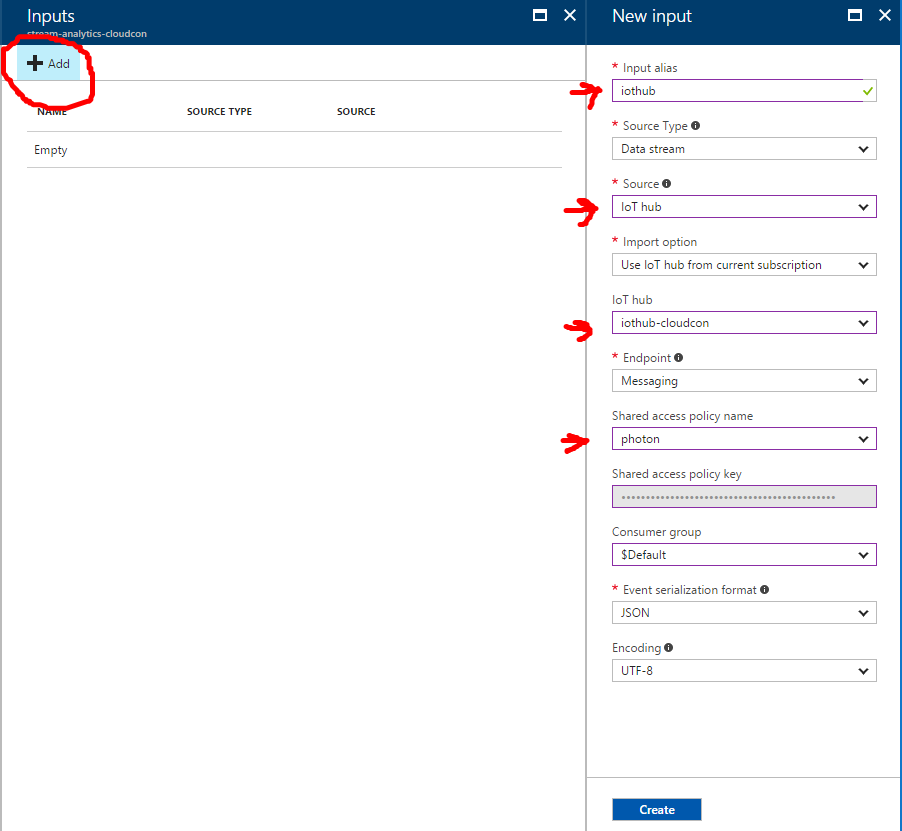 Inputs
stream-analytics-cloudcon
Add
NAME SOURCE TYPE SOURCE
Empty
New input
* Input alias
iothub
* Source Type
Data stream
* Source
IoT hub
* Import option
Use IoT hub from current subscription
IoT hub
iothub-cloudcon
* Endpoint
Messaging
Shared access policy name
photon
Shared access policy key
••••••••••••••••••••••••••••••••••••••••••••
Consumer group
$Default
* Event serialization format
JSON
Encoding
UTF-8
Create